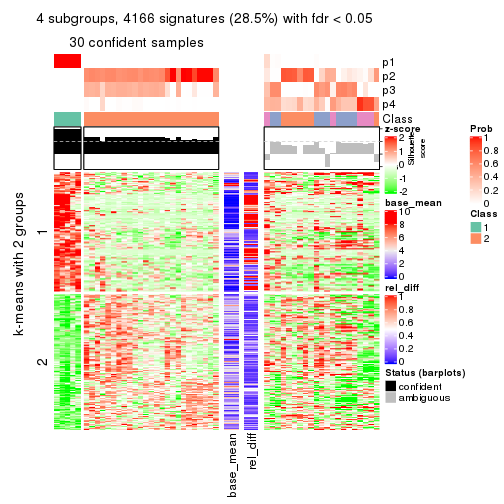 4 subgroups, 4166 signatures (28.5%) with fdr < 0.05
30 confident samples
p1
p2
p3
p4
Class
z-score
2
1
0
-1
-2
Silhouette
score
base_mean
10
8
6
4
2
0
rel_diff
1
0.8
0.6
0.4
0.2
0
Status (barplots)
confident
ambiguous
Prob
1
0.8
0.6
0.4
0.2
0
Class
1
2
k-means with 2 groups
1
2
base_mean
rel_diff